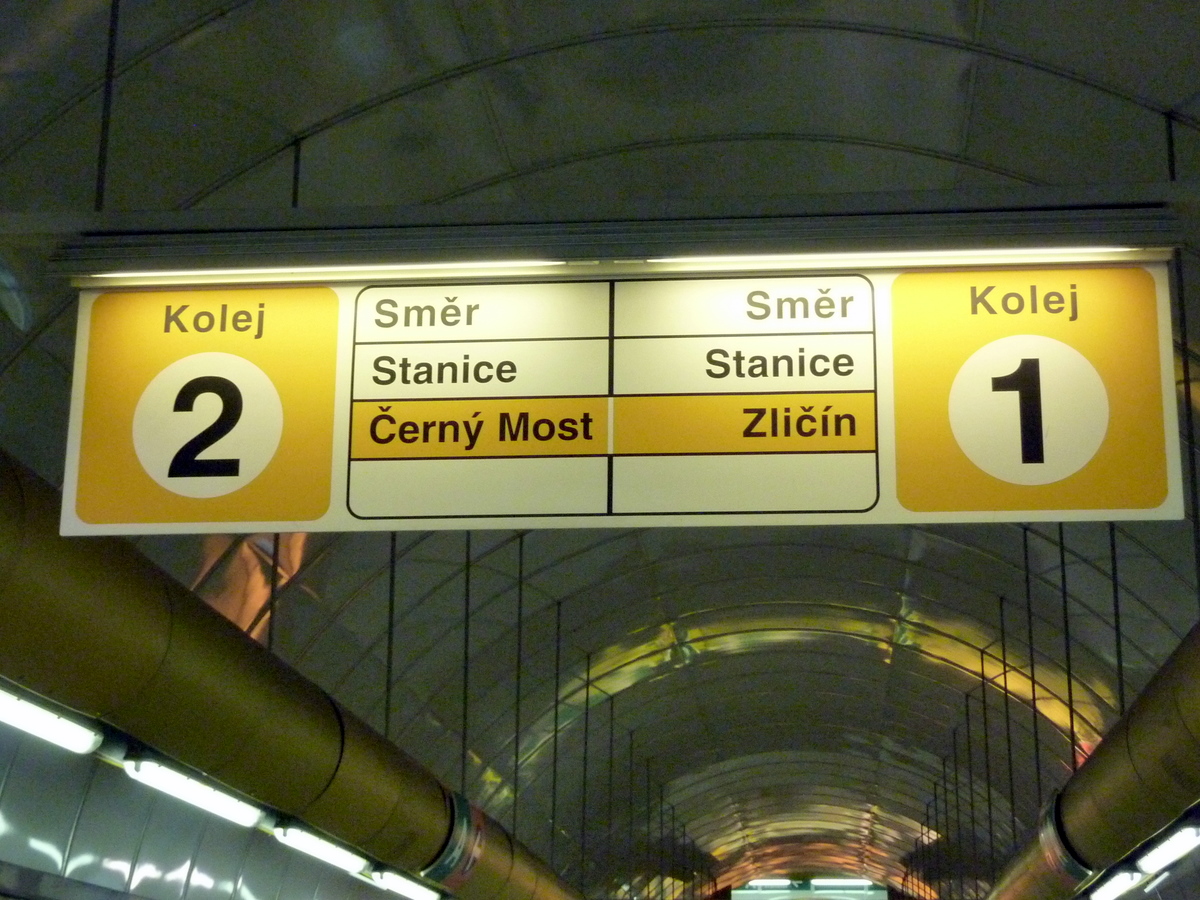 Kolej
2
Směr
Stanice
Černý Most
Směr
Stanice
Zličín
Kolej
1